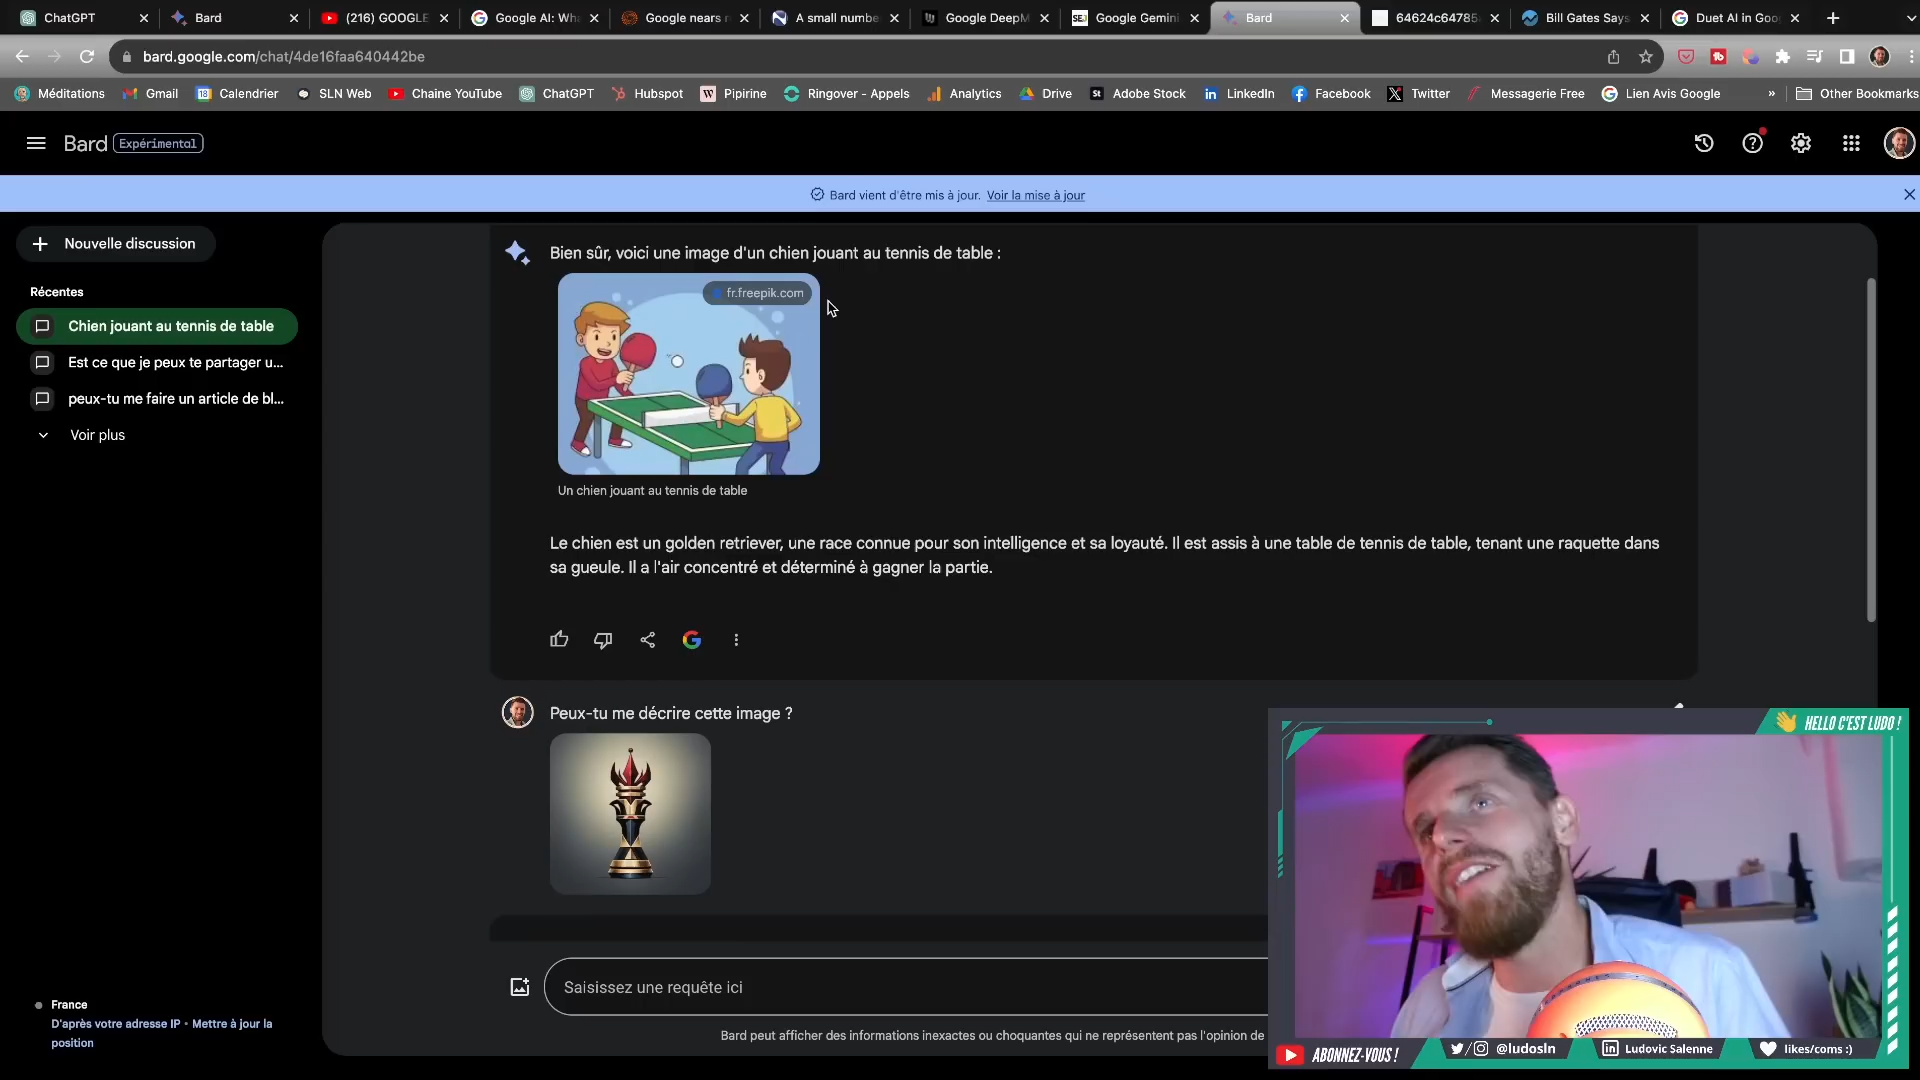 ChatGPT
Bard
(216) GOOGLE
Google AI: Wh
Google nears r
A small numbe
Google DeepM
Google Gemini
Bard
64624c64785
Bill Gates Says
Duet AI in Goo
bard.google.com/chat/4de16faa640442be
Méditations
Gmail
Calendrier
SLN Web
Chaine YouTube
ChatGPT
Hubspot
Pipirine
Ringover - Appels
Analytics
Drive
Adobe Stock
LinkedIn
Facebook
Twitter
Messagerie Free
Lien Avis Google
»
Other Bookmarks
Bard Expérimental
Bard vient d'être mis à jour. Voir la mise à jour
Nouvelle discussion
Récentes
Chien jouant au tennis de table
Est ce que je peux te partager u...
peux-tu me faire un article de bl...
Voir plus
Bien sûr, voici une image d'un chien jouant au tennis de table :
fr.freepik.com
Un chien jouant au tennis de table
Le chien est un golden retriever, une race connue pour son intelligence et sa loyauté. Il est assis à une table de tennis de table, tenant une raquette dans
sa gueule. Il a l'air concentré et déterminé à gagner la partie.
Peux-tu me décrire cette image ?
HELLO C'EST LUDO !
Saisissez une requête ici
Bard peut afficher des informations inexactes ou choquantes qui ne représentent pas l'opinion de
France
D'après votre adresse IP • Mettre à jour la
position
ABONNEZ-VOUS !
@ludosln
Ludovic Salenne
likes/coms :)